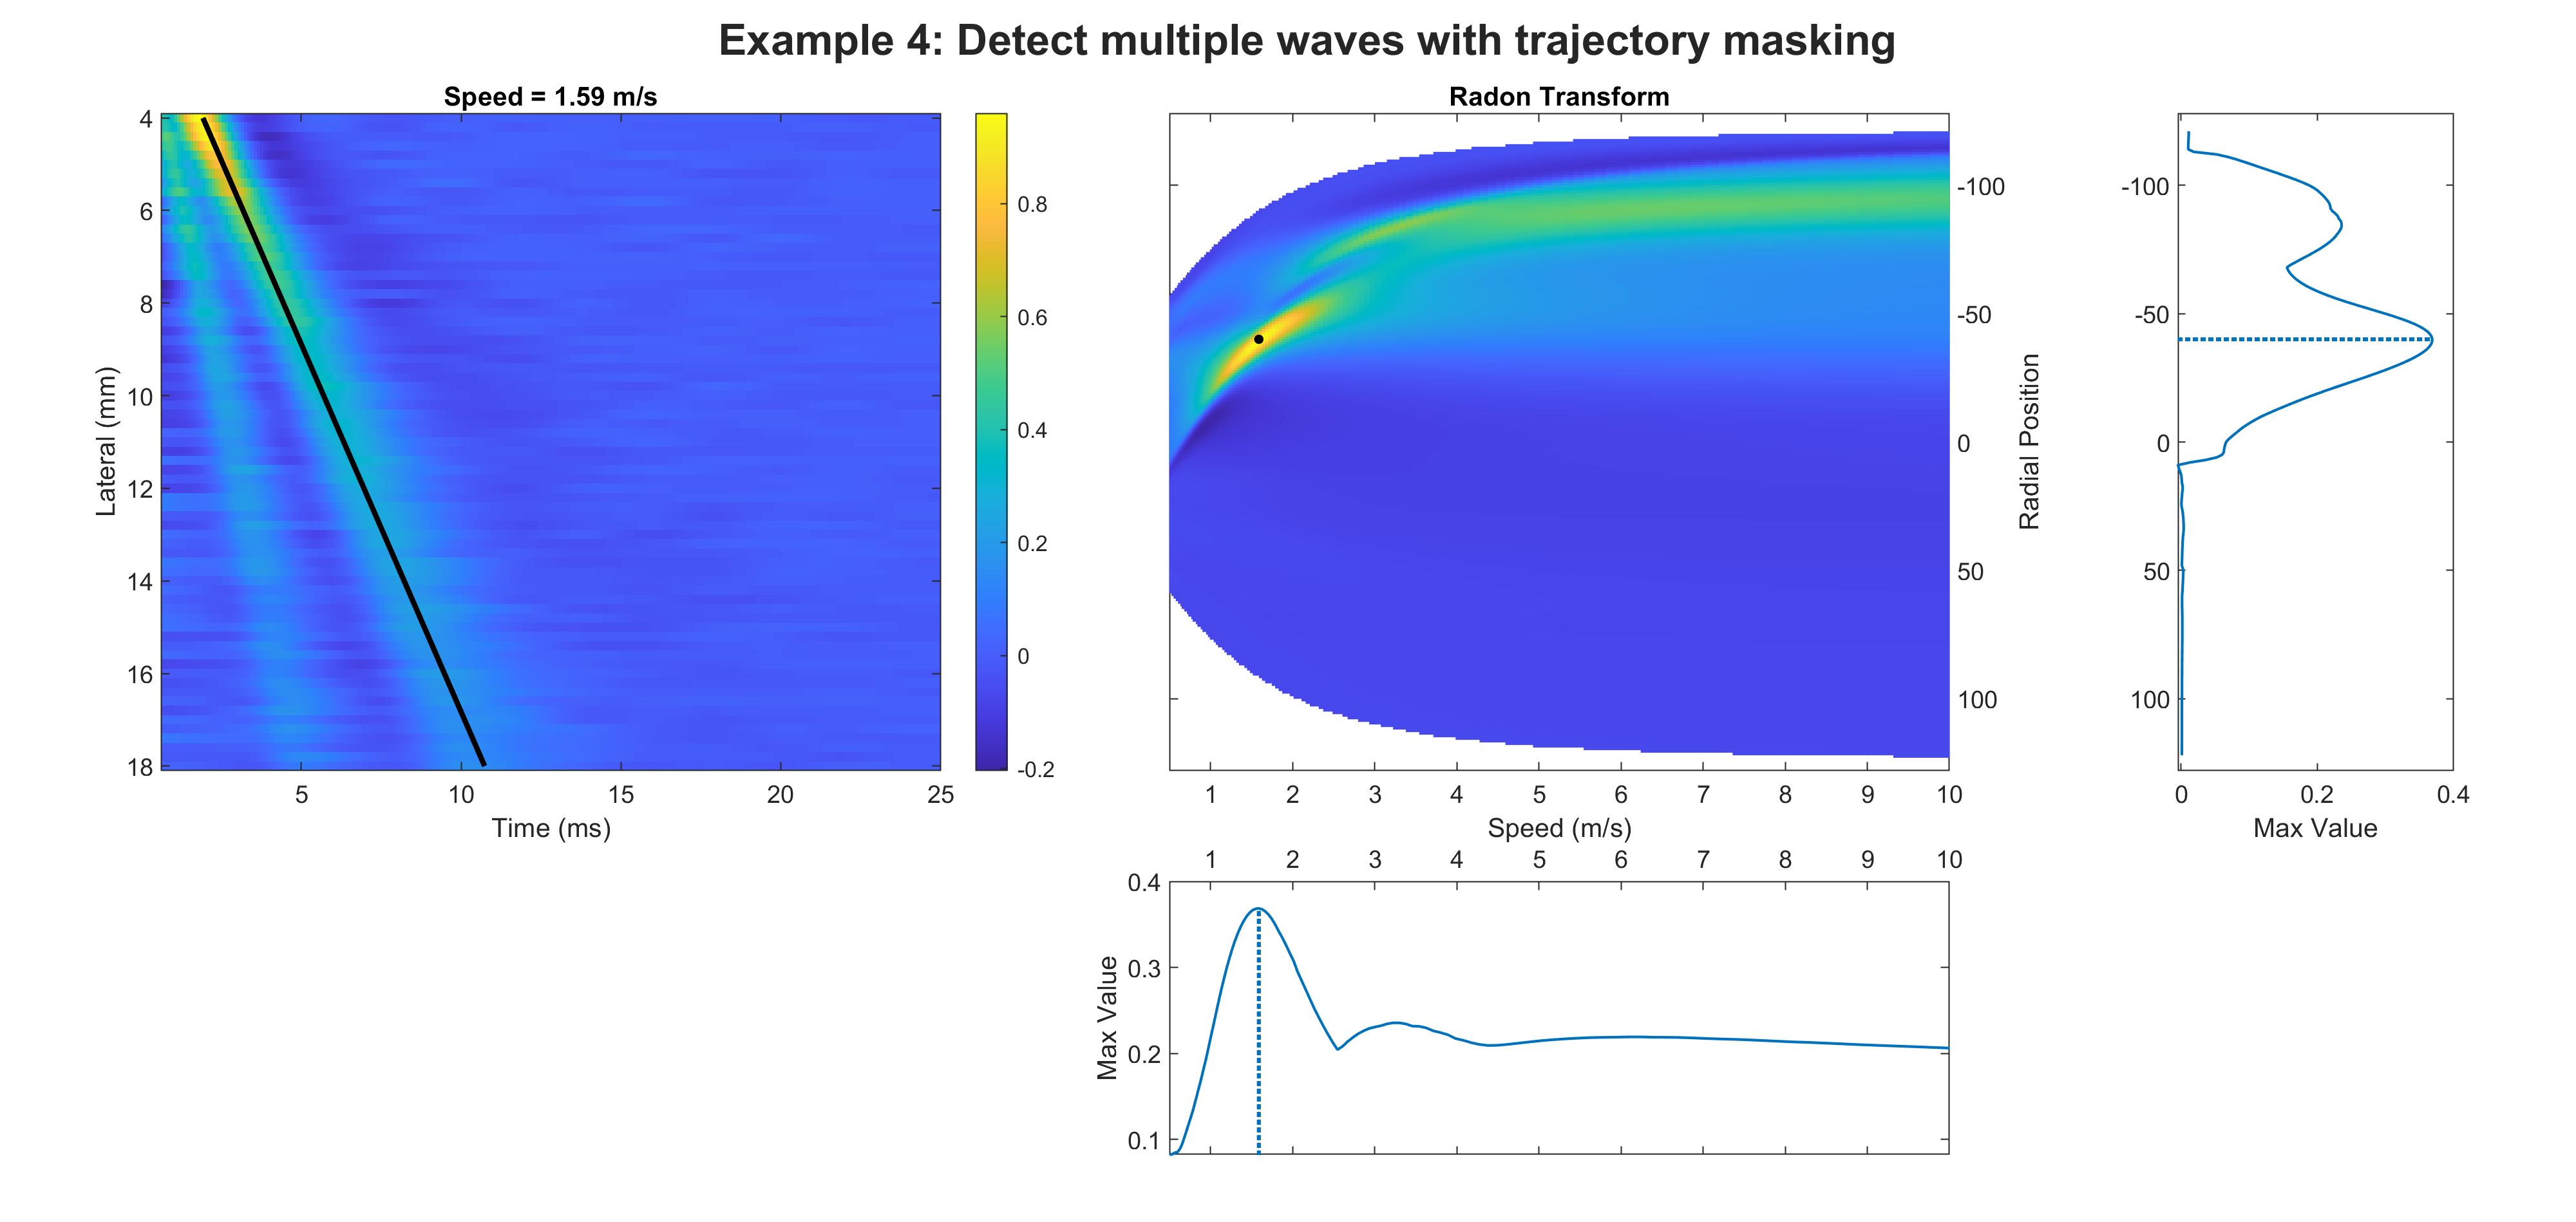 Example 4: Detect multiple waves with trajectory masking
Speed = 1.59 m/s
4
6
8
10
12
14
16
18
Lateral (mm)
5
10
15
20
25
Time (ms)
0.8
0.6
0.4
0.2
0
-0.2
Radon Transform
-100
-50
0
50
100
Radial Position
1 2 3 4 5 6 7 8 9 10
Speed (m/s)
-100
-50
0
50
100
0 0.2 0.4
Max Value
1 2 3 4 5 6 7 8 9 10
0.4
0.3
0.2
0.1
Max Value